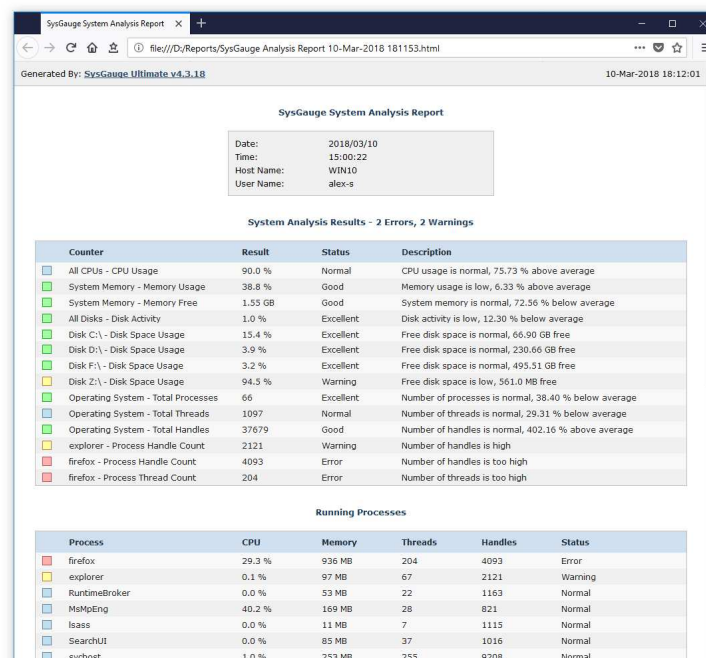 SysGauge System Analysis Report
file:///D:/Reports/SysGauge Analysis Report 10-Mar-2018 181153.html
Generated By: SysGauge Ultimate v4.3.18 10-Mar-2018 18:12:01
SysGauge System Analysis Report
Date: 2018/03/10
Time: 15:00:22
Host Name: WIN10
User Name: alex-s
System Analysis Results - 2 Errors, 2 Warnings
Counter Result Status Description
All CPUs - CPU Usage 90.0 % Normal CPU usage is normal, 75.73 % above average
System Memory - Memory Usage 38.8 % Good Memory usage is low, 6.33 % above average
System Memory - Memory Free 1.55 GB Good System memory is normal, 72.56 % below average
All Disks - Disk Activity 1.0 % Excellent Disk activity is low, 12.30 % below average
Disk C:\ - Disk Space Usage 15.4 % Excellent Free disk space is normal, 66.90 GB free
Disk D:\ - Disk Space Usage 3.9 % Excellent Free disk space is normal, 230.66 GB free
Disk F:\ - Disk Space Usage 3.2 % Excellent Free disk space is normal, 495.51 GB free
Disk Z:\ - Disk Space Usage 94.5 % Warning Free disk space is low, 561.0 MB free
Operating System - Total Processes 66 Excellent Number of processes is normal, 38.40 % below average
Operating System - Total Threads 1097 Normal Number of threads is normal, 29.31 % below average
Operating System - Total Handles 37679 Good Number of handles is normal, 402.16 % above average
explorer - Process Handle Count 2121 Warning Number of handles is high
firefox - Process Handle Count 4093 Error Number of handles is too high
firefox - Process Thread Count 204 Error Number of threads is too high
Running Processes
Process CPU Memory Threads Handles Status
firefox 29.3 % 936 MB 204 4093 Error
explorer 0.1 % 97 MB 67 2121 Warning
RuntimeBroker 0.0 % 53 MB 22 1163 Normal
MsMpEng 40.2 % 169 MB 28 821 Normal
lsass 0.0 % 11 MB 7 1115 Normal
SearchUI 0.0 % 85 MB 37 1016 Normal
svchost 1.0 % 253 MB 255 9208 Normal